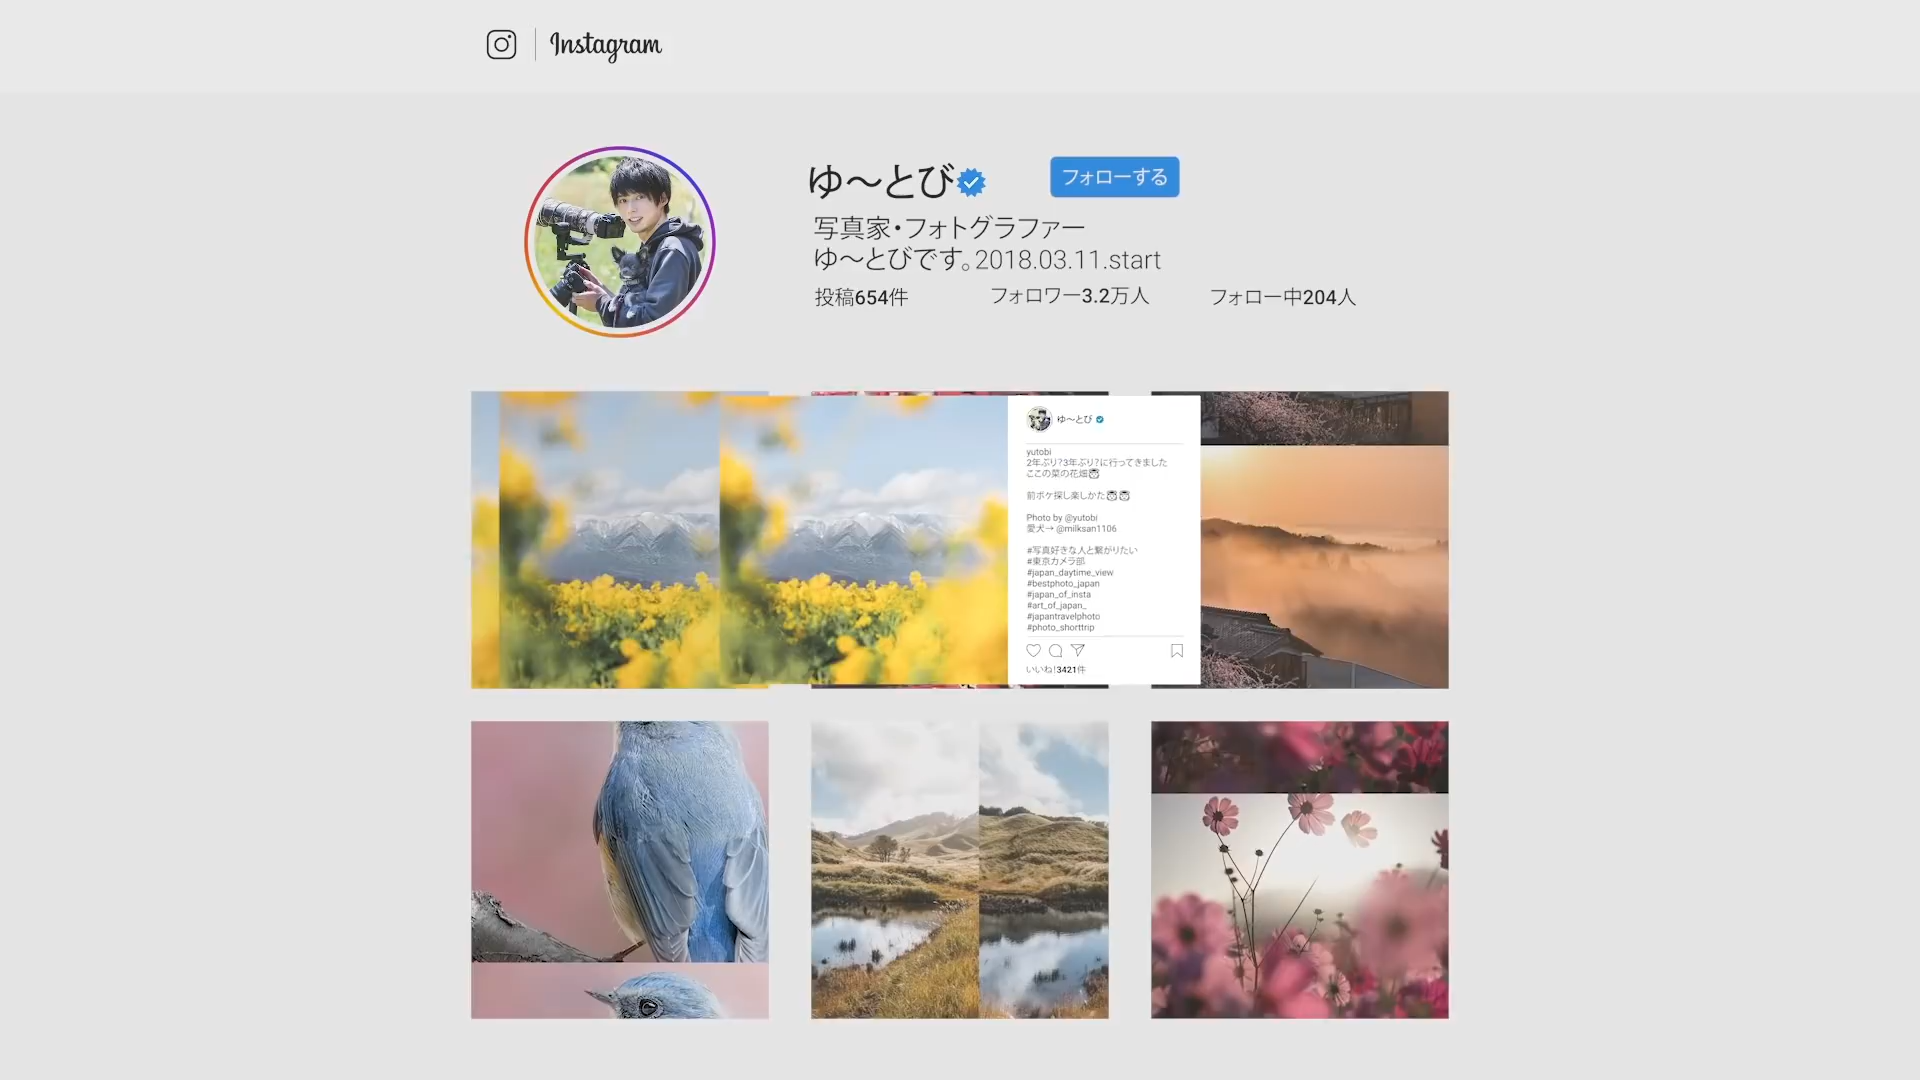 Instagram
ゆ〜とび
フォローする
写真家・フォトグラファー
ゆ〜とびです。2018.03.11.start
投稿654件 フォロワー3.2万人 フォロー中204人
ゆ〜とび
yutobi
2年ぶり?3年ぶり?に行ってきました
ここの菜の花畑
前ボケ探し楽しかた
Photo by @yutobi
愛犬→ @milksan1106
#写真好きな人と繋がりたい
#東京カメラ部
#japan_daytime_view
#bestphoto_japan
#japan_of_insta
#art_of_japan_
#japantravelphoto
#photo_shorttrip
いいね!3421件